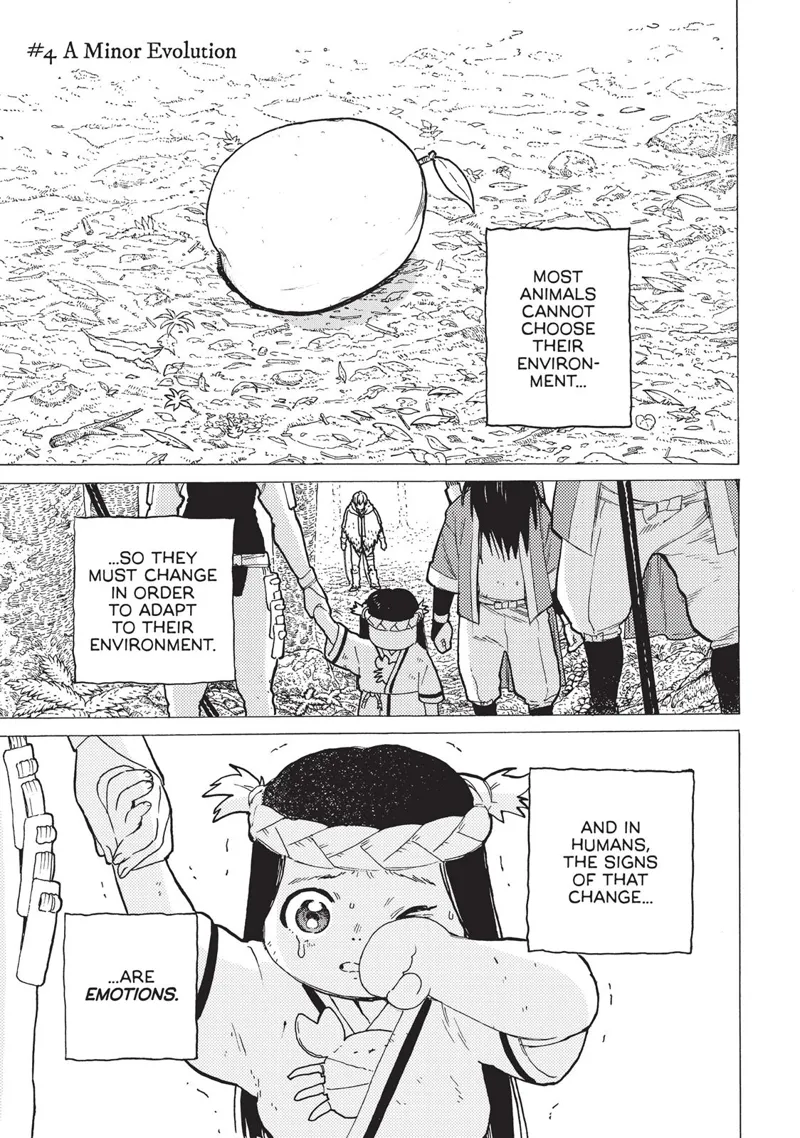 #4 A Minor Evolution
MOST
ANIMALS
CANNOT
CHOOSE
THEIR
ENVIRON-
MENT...
...SO THEY
MUST CHANGE
IN ORDER
TO ADAPT
TO THEIR
ENVIRONMENT.
AND IN
HUMANS,
THE SIGNS
OF THAT
CHANGE...
...ARE
EMOTIONS.